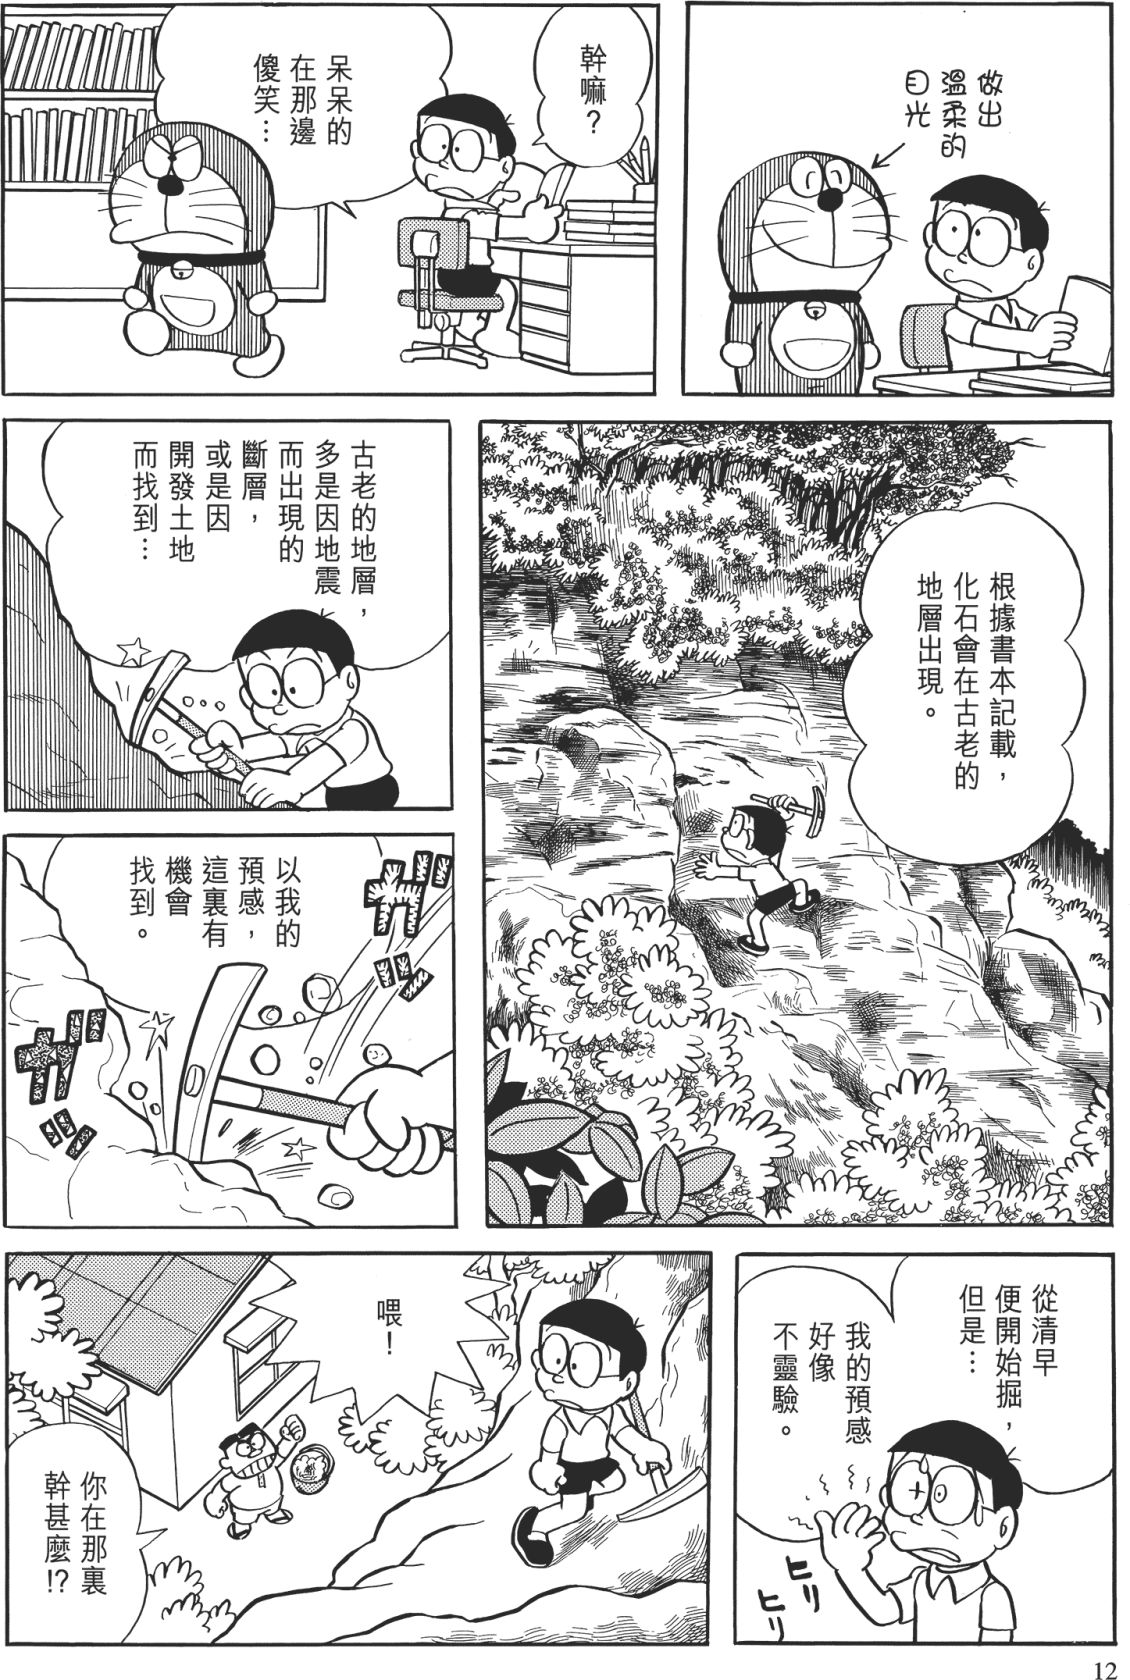 做出
溫柔的
目光
幹嘛?
呆呆的
在那邊
傻笑…
根據書本記載,
化石會在古老的
地層出現。
古老的地層,
多是因地震
而出現的
斷層,
或是因
開發土地
而找到…
以我的
預感,
這裏有
機會
找到。
ガ"
ガッ
從清早
便開始掘,
但是…
我的預感
好像
不靈驗。
ヒリ
ヒリ
喂!
你在那裏
幹甚麼!?
12